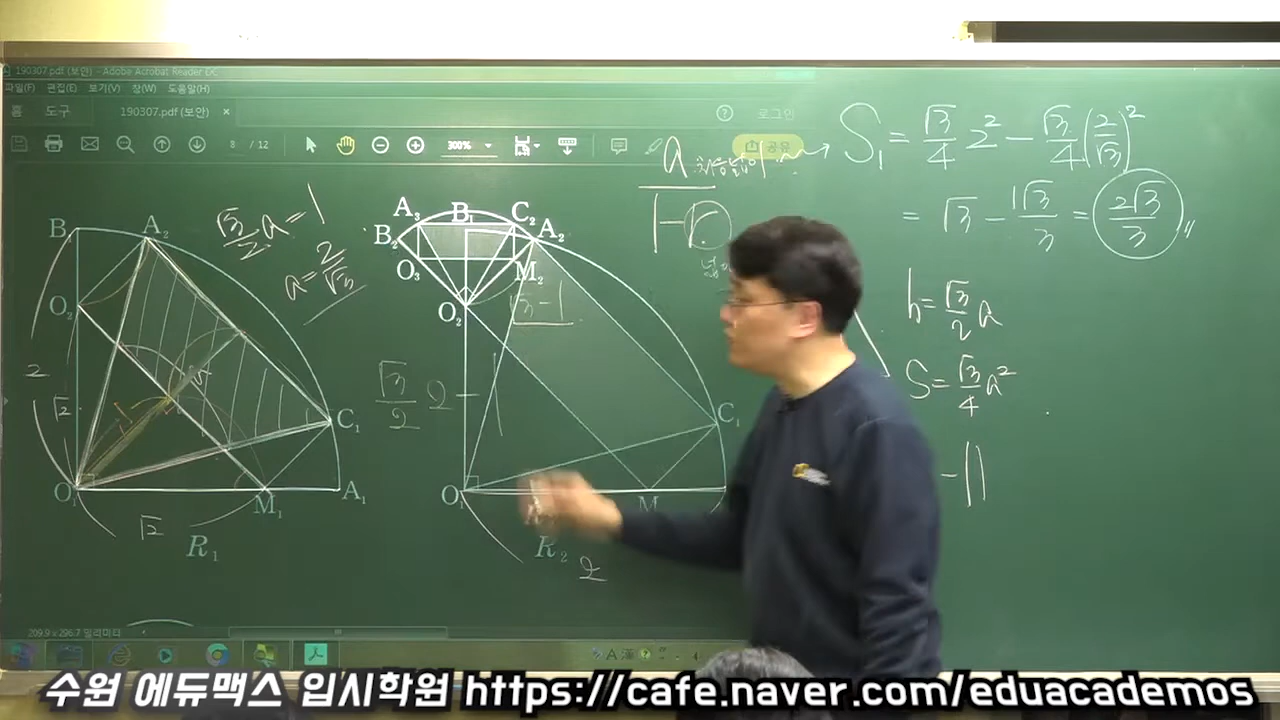 190307.pdf (보안) - Adobe Acrobat Reader DC
파일(F) 편집(E) 보기(V) 창(W) 도움말(H)
홈 도구 190307.pdf (보안) × ? 로그인
8 / 12 300% 공유
S₁ = √3/4 2² − √3/4 (2/√3)²
= √3 − 1√3/3 = 2√3/3
h = √3/2 a
S = √3/4 a²
a
1-r
√3/2 a = 1
a = 2/√3
B₁ A₂
O₂
2
√2
C₁
O₁ M₁ A₁
√2
R₁
A₃ B₁ C₂ A₂
B₂
O₃ M₂
O₂
√3-1
√3/2 2 - 1
C₁
O₁ M
R₂
2
209.9 x 296.7 밀리미터
A 漢
수원 에듀맥스 입시학원 https://cafe.naver.com/eduacademos